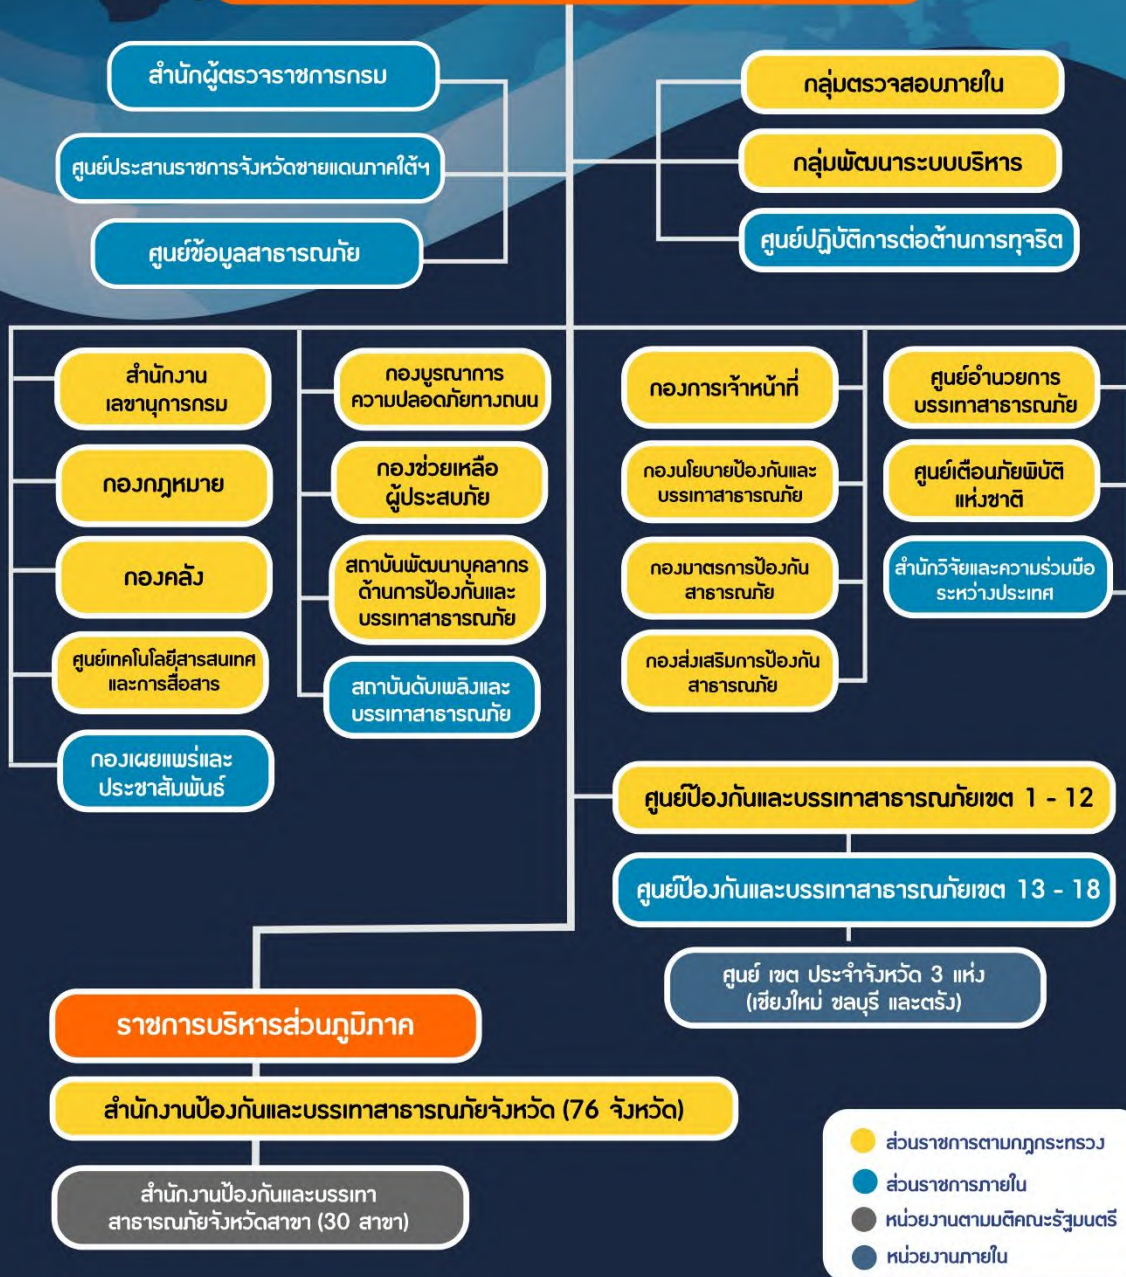 สำนักผู้ตรวจราชการกรม
ศูนย์ประสานราชการจังหวัดชายแดนภาคใต้ฯ
ศูนย์ข้อมูลสาธารณภัย
กลุ่มตรวจสอบภายใน
กลุ่มพัฒนาระบบบริหาร
ศูนย์ปฏิบัติการต่อต้านการทุจริต
สำนักงาน
เลขานุการกรม
กองกฎหมาย
กองคลัง
ศูนย์เทคโนโลยีสารสนเทศ
และการสื่อสาร
กองเผยแพร่และ
ประชาสัมพันธ์
กองบูรณาการ
ความปลอดภัยทางถนน
กองช่วยเหลือ
ผู้ประสบภัย
สถาบันพัฒนาบุคลากร
ด้านการป้องกันและ
บรรเทาสาธารณภัย
สถาบันดับเพลิงและ
บรรเทาสาธารณภัย
กองการเจ้าหน้าที่
กองนโยบายป้องกันและ
บรรเทาสาธารณภัย
กองมาตรการป้องกัน
สาธารณภัย
กองส่งเสริมการป้องกัน
สาธารณภัย
ศูนย์อำนวยการ
บรรเทาสาธารณภัย
ศูนย์เตือนภัยพิบัติ
แห่งชาติ
สำนักวิจัยและความร่วมมือ
ระหว่างประเทศ
ศูนย์ป้องกันและบรรเทาสาธารณภัยเขต 1 - 12
ศูนย์ป้องกันและบรรเทาสาธารณภัยเขต 13 - 18
ศูนย์ เขต ประจำจังหวัด 3 แห่ง
(เชียงใหม่ ชลบุรี และตรัง)
ราชการบริหารส่วนภูมิภาค
สำนักงานป้องกันและบรรเทาสาธารณภัยจังหวัด (76 จังหวัด)
สำนักงานป้องกันและบรรเทา
สาธารณภัยจังหวัดสาขา (30 สาขา)
ส่วนราชการตามกฎกระทรวง
ส่วนราชการภายใน
หน่วยงานตามมติคณะรัฐมนตรี
หน่วยงานภายใน